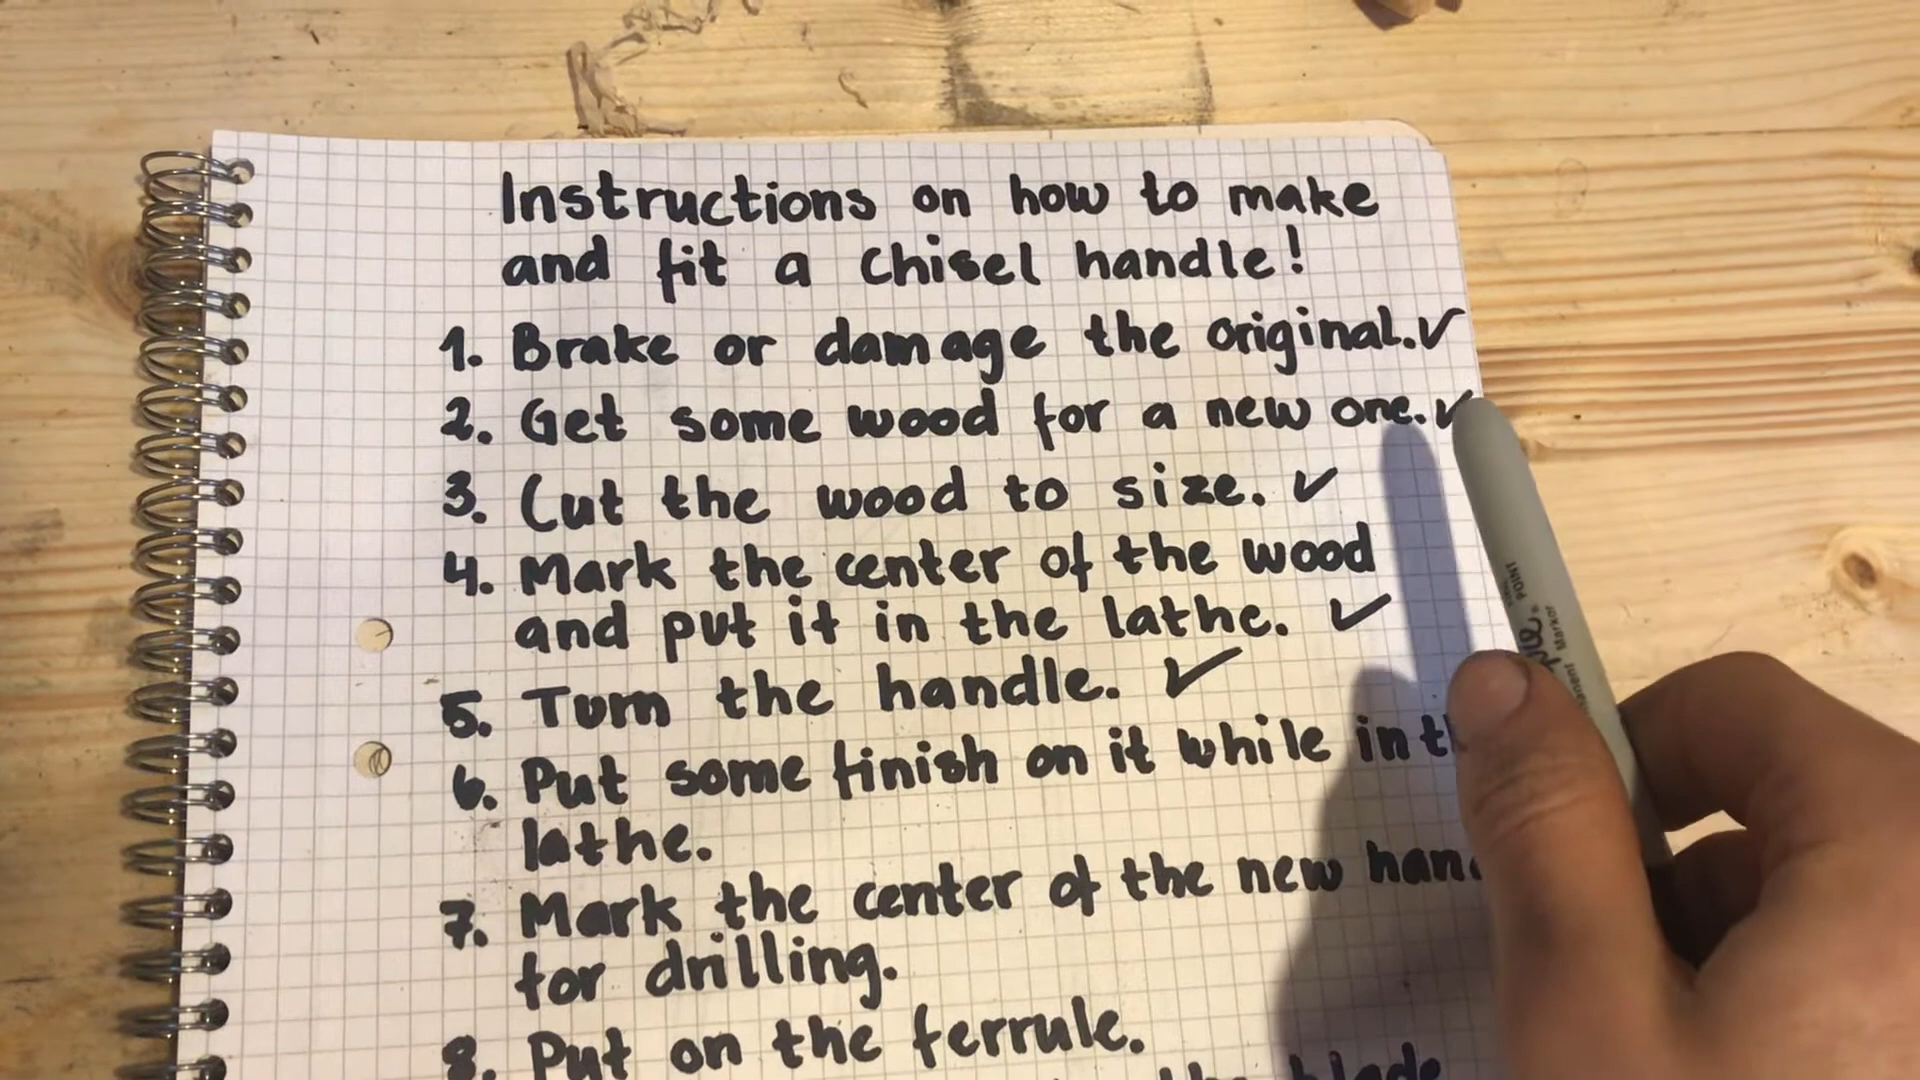 Instructions on how to make
and fit a chisel handle!
1. Brake or damage the original. ✓
2. Get some wood for a new one. ✓
3. Cut the wood to size. ✓
4. Mark the center of the wood
and put it in the lathe. ✓
5. Turn the handle. ✓
6. Put some finish on it while in
lathe.
7. Mark the center of the new
for drilling.
8. Put on the ferrule.
blade
POINT
Marker